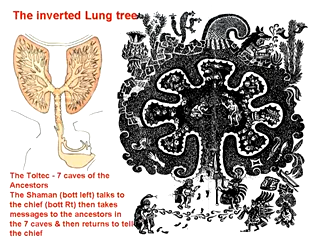 The inverted Lung tree
The Toltec - 7 caves of the
Ancestors
The Shaman (bott left) talks to
the chief (bott Rt) then takes
messages to the ancestors in
the 7 caves & then returns to tell
the chief